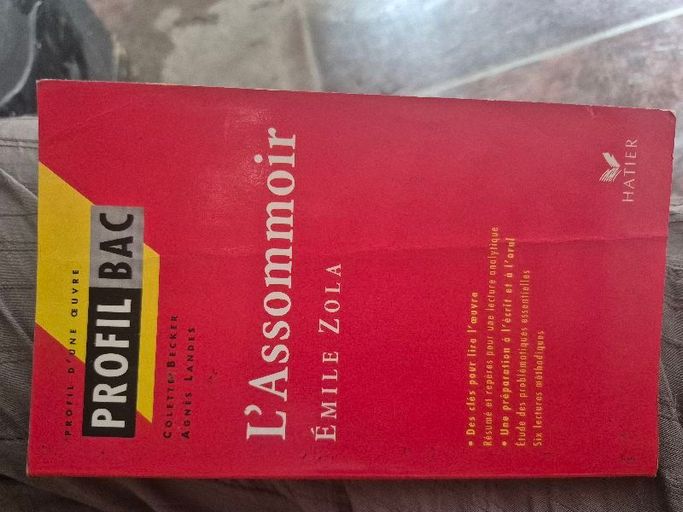 PROFIL D'UNE ŒUVRE
PROFIL BAC
COLETTE BECKER
AGNÈS LANDES
L'Assommoir
ÉMILE ZOLA
• Des clés pour lire l'œuvre
Résumé et repères pour une lecture analytique
• Une préparation à l'écrit et à l'oral
Étude des problématiques essentielles
Six lectures méthodiques
HATIER